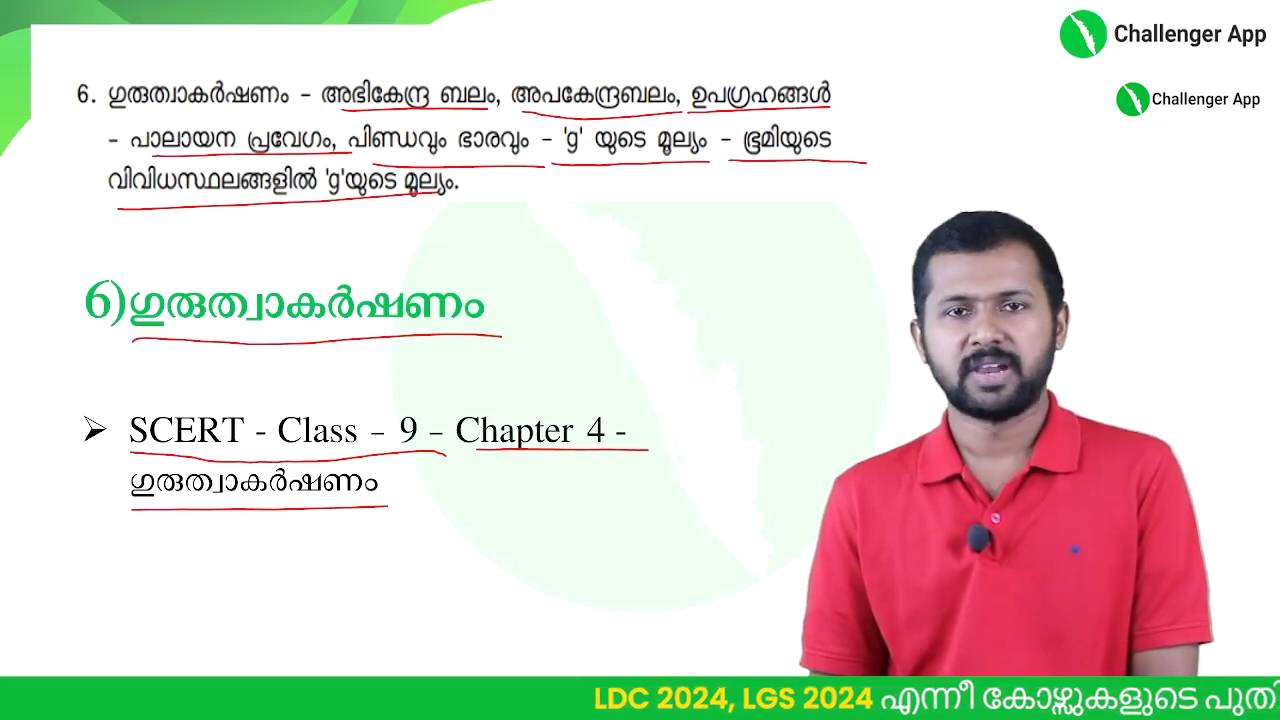 Challenger App
Challenger App
6. ഗുരുത്വാകർഷണം – അഭികേന്ദ്ര ബലം, അപകേന്ദ്രബലം, ഉപഗ്രഹങ്ങൾ
– പാലായന പ്രവേഗം, പിണ്ഡവും ഭാരവും – 'g' യുടെ മൂല്യം – ഭൂമിയുടെ
വിവിധസ്ഥലങ്ങളിൽ 'g'യുടെ മൂല്യം.
6)ഗുരുത്വാകർഷണം
➢ SCERT - Class – 9 – Chapter 4 -
ഗുരുത്വാകർഷണം
LDC 2024, LGS 2024 എന്നീ കോഴ്സുകളുടെ പുതി